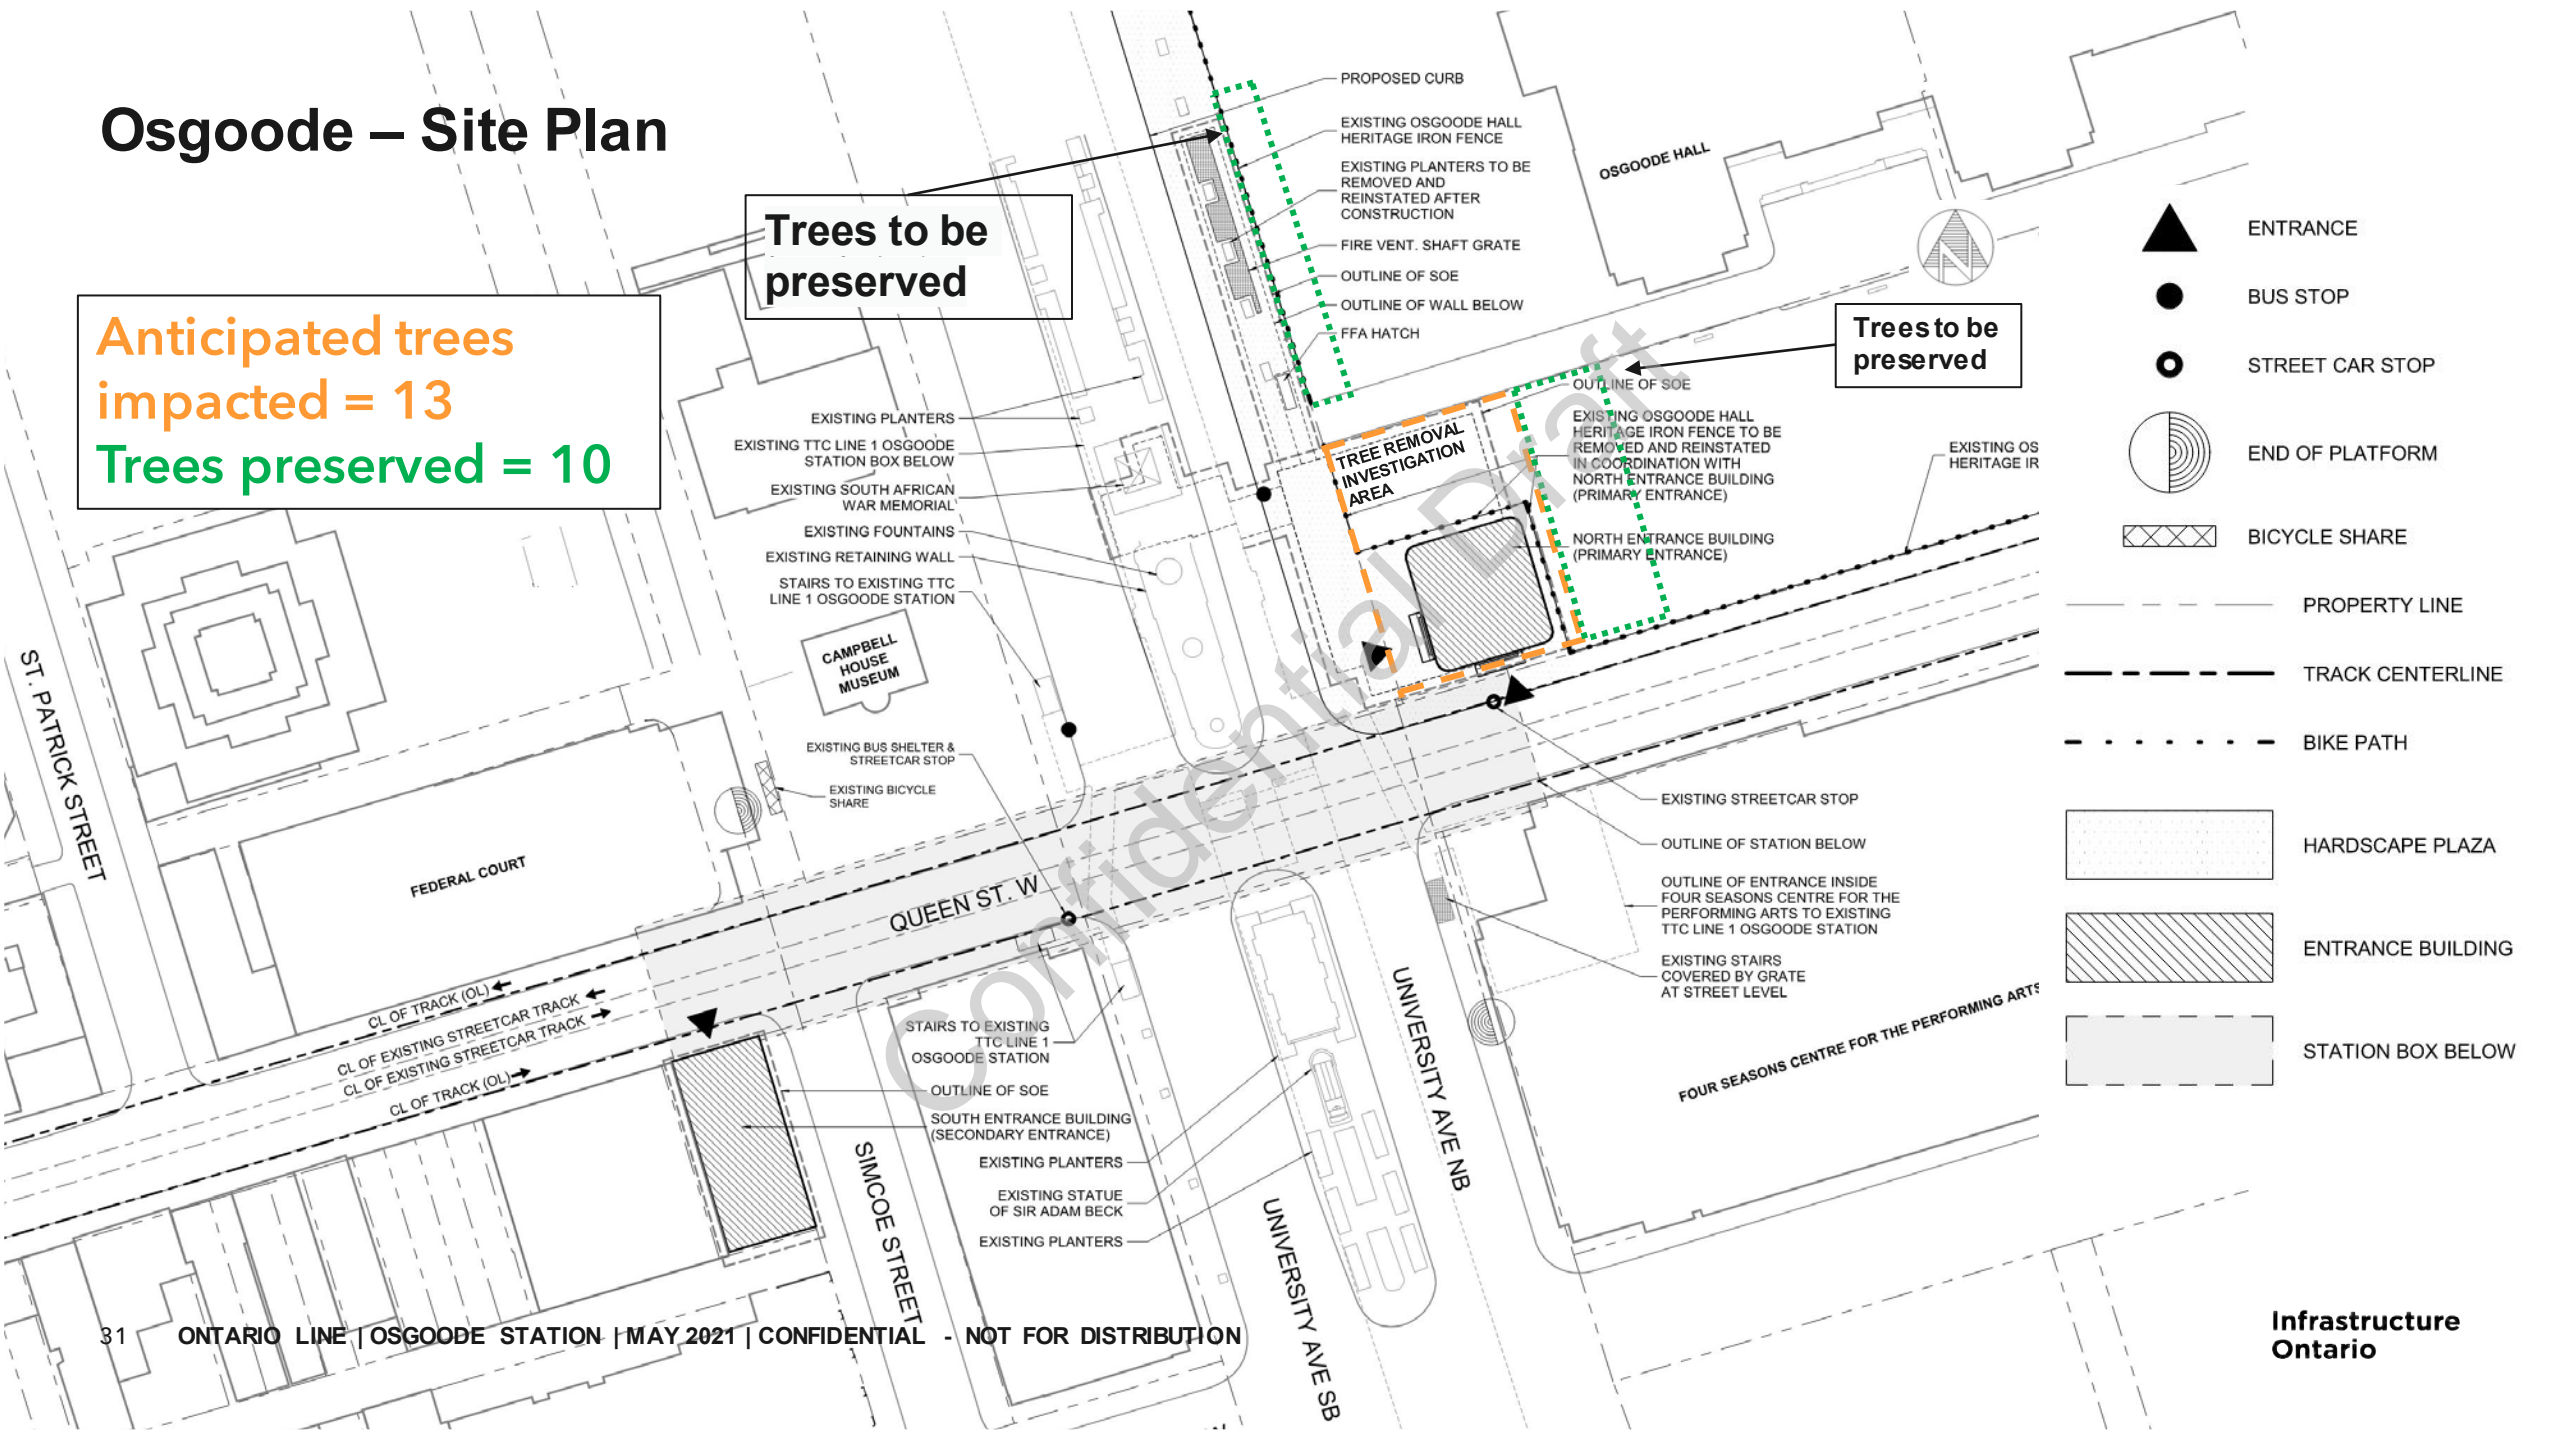 Osgoode – Site Plan
Trees to be
preserved
Anticipated trees
impacted = 13
Trees preserved = 10
PROPOSED CURB
EXISTING OSGOODE HALL
HERITAGE IRON FENCE
EXISTING PLANTERS TO BE
REMOVED AND
REINSTATED AFTER
CONSTRUCTION
FIRE VENT. SHAFT GRATE
OUTLINE OF SOE
OUTLINE OF WALL BELOW
FFA HATCH
OSGOODE HALL
N
Trees to be
preserved
OUTLINE OF SOE
EXISTING OSGOODE HALL
HERITAGE IRON FENCE TO BE
REMOVED AND REINSTATED
IN COORDINATION WITH
NORTH ENTRANCE BUILDING
(PRIMARY ENTRANCE)
NORTH ENTRANCE BUILDING
(PRIMARY ENTRANCE)
EXISTING OS
HERITAGE IR
TREE REMOVAL
INVESTIGATION
AREA
EXISTING PLANTERS
EXISTING TTC LINE 1 OSGOODE
STATION BOX BELOW
EXISTING SOUTH AFRICAN
WAR MEMORIAL
EXISTING FOUNTAINS
EXISTING RETAINING WALL
STAIRS TO EXISTING TTC
LINE 1 OSGOODE STATION
CAMPBELL
HOUSE
MUSEUM
EXISTING BUS SHELTER &
STREETCAR STOP
EXISTING BICYCLE
SHARE
ST. PATRICK STREET
FEDERAL COURT
QUEEN ST. W
CL OF TRACK (OL)
CL OF EXISTING STREETCAR TRACK
CL OF EXISTING STREETCAR TRACK
CL OF TRACK (OL)
EXISTING STREETCAR STOP
OUTLINE OF STATION BELOW
OUTLINE OF ENTRANCE INSIDE
FOUR SEASONS CENTRE FOR THE
PERFORMING ARTS TO EXISTING
TTC LINE 1 OSGOODE STATION
EXISTING STAIRS
COVERED BY GRATE
AT STREET LEVEL
FOUR SEASONS CENTRE FOR THE PERFORMING ARTS
STAIRS TO EXISTING
TTC LINE 1
OSGOODE STATION
OUTLINE OF SOE
SOUTH ENTRANCE BUILDING
(SECONDARY ENTRANCE)
EXISTING PLANTERS
EXISTING STATUE
OF SIR ADAM BECK
EXISTING PLANTERS
SIMCOE STREET
UNIVERSITY AVE NB
UNIVERSITY AVE SB
Confidential Draft
ENTRANCE
BUS STOP
STREET CAR STOP
END OF PLATFORM
BICYCLE SHARE
PROPERTY LINE
TRACK CENTERLINE
BIKE PATH
HARDSCAPE PLAZA
ENTRANCE BUILDING
STATION BOX BELOW
31 ONTARIO LINE | OSGOODE STATION | MAY 2021 | CONFIDENTIAL - NOT FOR DISTRIBUTION
Infrastructure
Ontario